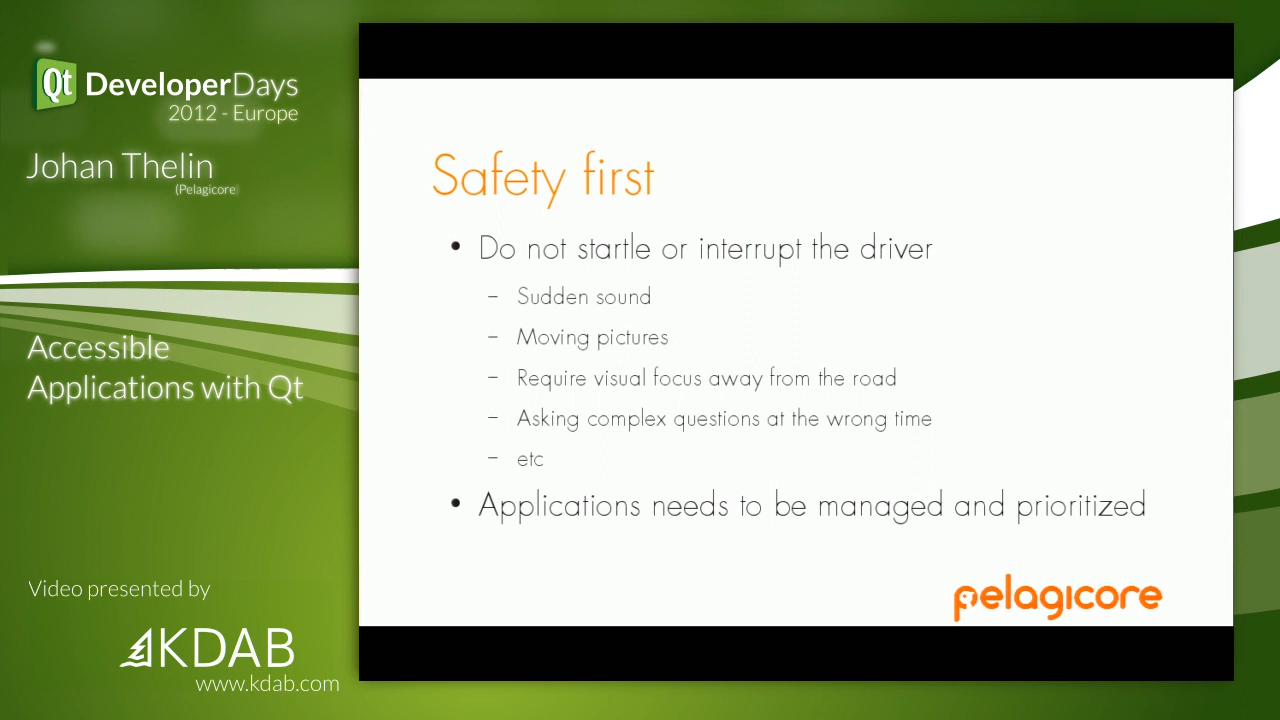 Qt DeveloperDays
2012 - Europe
Johan Thelin
(Pelagicore)
Accessible
Applications with Qt
Video presented by
KDAB
www.kdab.com
Safety first
• Do not startle or interrupt the driver
– Sudden sound
– Moving pictures
– Require visual focus away from the road
– Asking complex questions at the wrong time
– etc
• Applications needs to be managed and prioritized
pelagicore